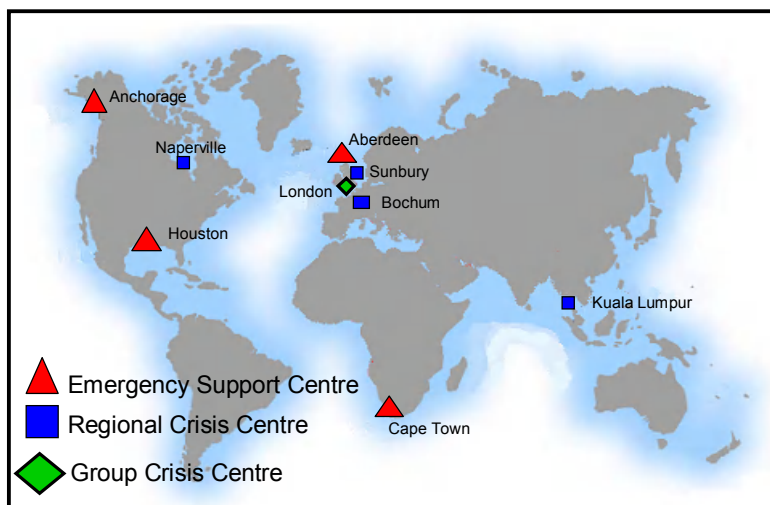 Anchorage
Naperville
Aberdeen
Sunbury
London
Bochum
Houston
Kuala Lumpur
Emergency Support Centre
Regional Crisis Centre
Cape Town
Group Crisis Centre